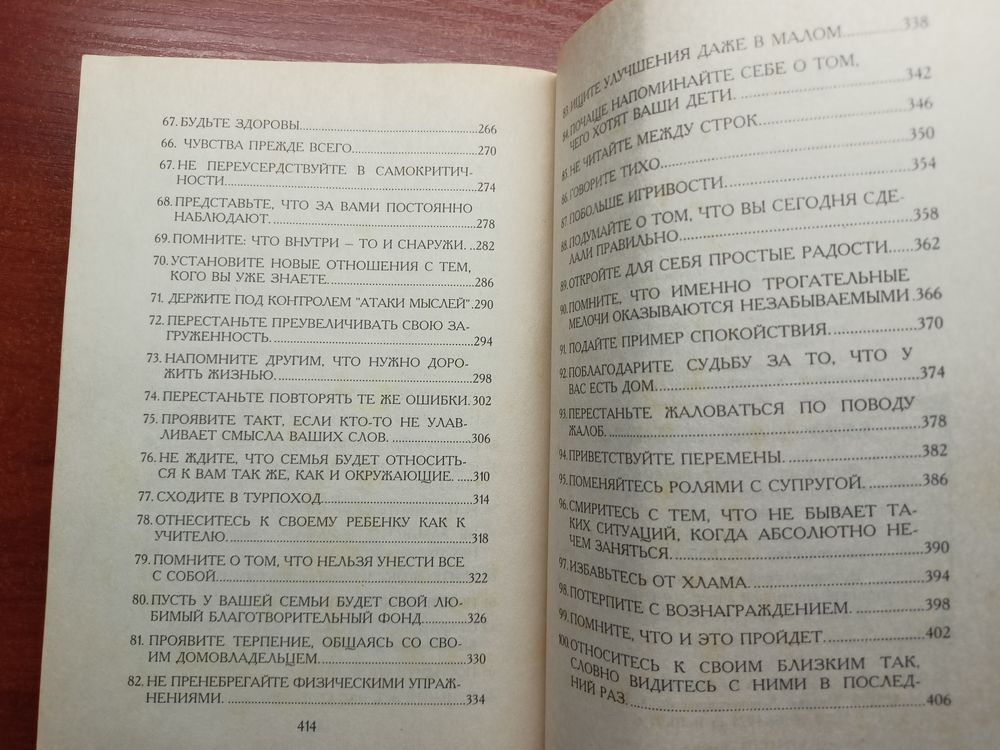 67. БУДЬТЕ ЗДОРОВЫ.....266
66. ЧУВСТВА ПРЕЖДЕ ВСЕГО.....270
67. НЕ ПЕРЕУСЕРДСТВУЙТЕ В САМОКРИТИЧ-
НОСТИ.....274
68. ПРЕДСТАВЬТЕ, ЧТО ЗА ВАМИ ПОСТОЯННО
НАБЛЮДАЮТ.....278
69. ПОМНИТЕ: ЧТО ВНУТРИ – ТО И СНАРУЖИ. ..282
70. УСТАНОВИТЕ НОВЫЕ ОТНОШЕНИЯ С ТЕМ,
КОГО ВЫ УЖЕ ЗНАЕТЕ.....286
71. ДЕРЖИТЕ ПОД КОНТРОЛЕМ "АТАКИ МЫСЛЕЙ".290
72. ПЕРЕСТАНЬТЕ ПРЕУВЕЛИЧИВАТЬ СВОЮ ЗА-
ГРУЖЕННОСТЬ.....294
73. НАПОМНИТЕ ДРУГИМ, ЧТО НУЖНО ДОРО-
ЖИТЬ ЖИЗНЬЮ.....298
74. ПЕРЕСТАНЬТЕ ПОВТОРЯТЬ ТЕ ЖЕ ОШИБКИ. 302
75. ПРОЯВИТЕ ТАКТ, ЕСЛИ КТО-ТО НЕ УЛАВ-
ЛИВАЕТ СМЫСЛА ВАШИХ СЛОВ. .....306
76. НЕ ЖДИТЕ, ЧТО СЕМЬЯ БУДЕТ ОТНОСИТЬ-
СЯ К ВАМ ТАК ЖЕ, КАК И ОКРУЖАЮЩИЕ. ....310
77. СХОДИТЕ В ТУРПОХОД.....314
78. ОТНЕСИТЕСЬ К СВОЕМУ РЕБЕНКУ КАК К
УЧИТЕЛЮ.....318
79. ПОМНИТЕ О ТОМ, ЧТО НЕЛЬЗЯ УНЕСТИ ВСЕ
С СОБОЙ.....322
80. ПУСТЬ У ВАШЕЙ СЕМЬИ БУДЕТ СВОЙ ЛЮ-
БИМЫЙ БЛАГОТВОРИТЕЛЬНЫЙ ФОНД.....326
81. ПРОЯВИТЕ ТЕРПЕНИЕ, ОБЩАЯСЬ СО СВО-
ИМ ДОМОВЛАДЕЛЬЦЕМ.....330
82. НЕ ПРЕНЕБРЕГАЙТЕ ФИЗИЧЕСКИМИ УПРАЖ-
НЕНИЯМИ. .....334
414
83. ИЩИТЕ УЛУЧШЕНИЯ ДАЖЕ В МАЛОМ.....338
84. ПОЧАЩЕ НАПОМИНАЙТЕ СЕБЕ О ТОМ,
ЧЕГО ХОТЯТ ВАШИ ДЕТИ. .....342
85. НЕ ЧИТАЙТЕ МЕЖДУ СТРОК.....346
86. ГОВОРИТЕ ТИХО.....350
87. ПОБОЛЬШЕ ИГРИВОСТИ.....354
88. ПОДУМАЙТЕ О ТОМ, ЧТО ВЫ СЕГОДНЯ СДЕ-
ЛАЛИ ПРАВИЛЬНО.....358
89. ОТКРОЙТЕ ДЛЯ СЕБЯ ПРОСТЫЕ РАДОСТИ.....362
90. ПОМНИТЕ, ЧТО ИМЕННО ТРОГАТЕЛЬНЫЕ
МЕЛОЧИ ОКАЗЫВАЮТСЯ НЕЗАБЫВАЕМЫМИ.366
91. ПОДАЙТЕ ПРИМЕР СПОКОЙСТВИЯ.....370
92. ПОБЛАГОДАРИТЕ СУДЬБУ ЗА ТО, ЧТО У
ВАС ЕСТЬ ДОМ.....374
93. ПЕРЕСТАНЬТЕ ЖАЛОВАТЬСЯ ПО ПОВОДУ
ЖАЛОБ.....378
94. ПРИВЕТСТВУЙТЕ ПЕРЕМЕНЫ.....382
95. ПОМЕНЯЙТЕСЬ РОЛЯМИ С СУПРУГОЙ.....386
96. СМИРИТЕСЬ С ТЕМ, ЧТО НЕ БЫВАЕТ ТА-
КИХ СИТУАЦИЙ, КОГДА АБСОЛЮТНО НЕ-
ЧЕМ ЗАНЯТЬСЯ.....390
97. ИЗБАВЬТЕСЬ ОТ ХЛАМА.....394
98. ПОТЕРПИТЕ С ВОЗНАГРАЖДЕНИЕМ. .....398
99. ПОМНИТЕ, ЧТО И ЭТО ПРОЙДЕТ.....402
100. ОТНОСИТЕСЬ К СВОИМ БЛИЗКИМ ТАК,
СЛОВНО ВИДИТЕСЬ С НИМИ В ПОСЛЕД-
НИЙ РАЗ.....406